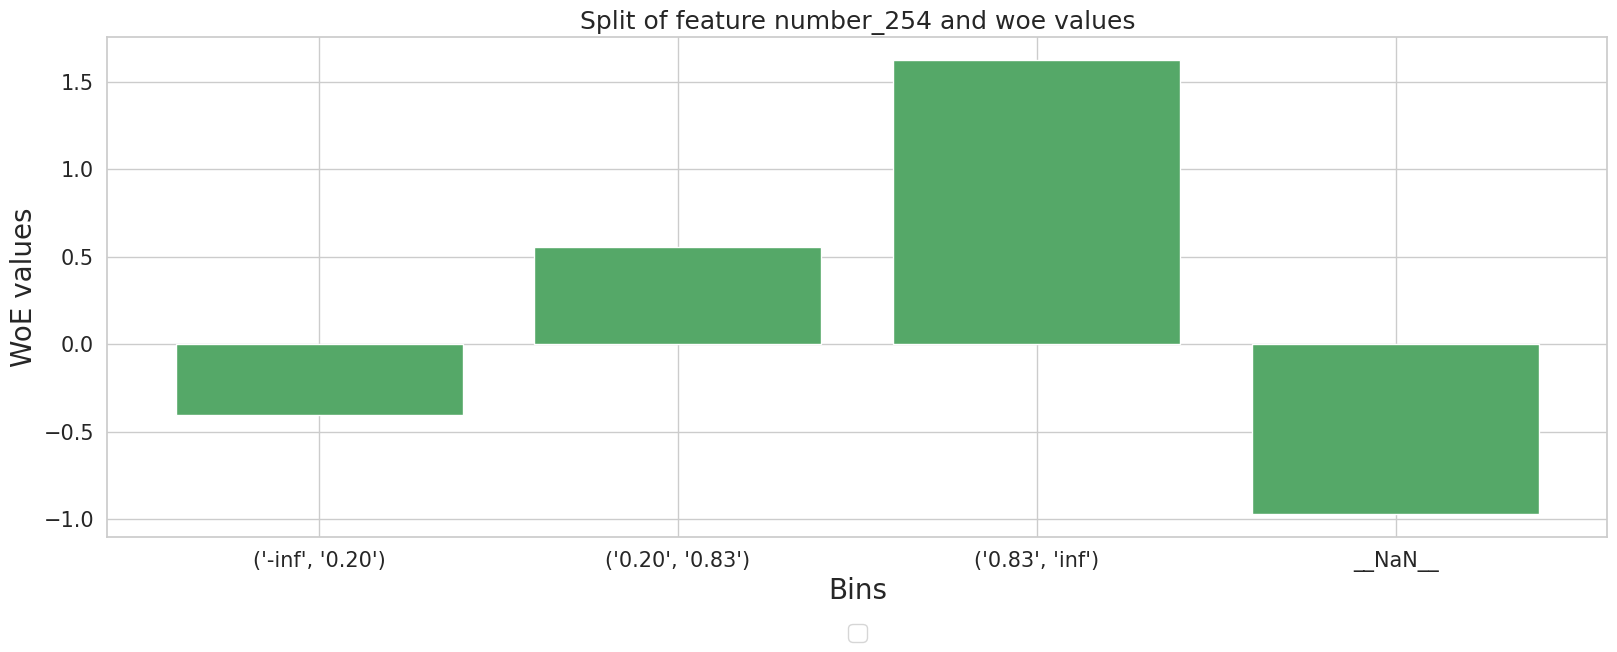 Split of feature number_254 and woe values
WoE values
1.5
1.0
0.5
0.0
−0.5
−1.0
('-inf', '0.20')
('0.20', '0.83')
('0.83', 'inf')
__NaN__
Bins